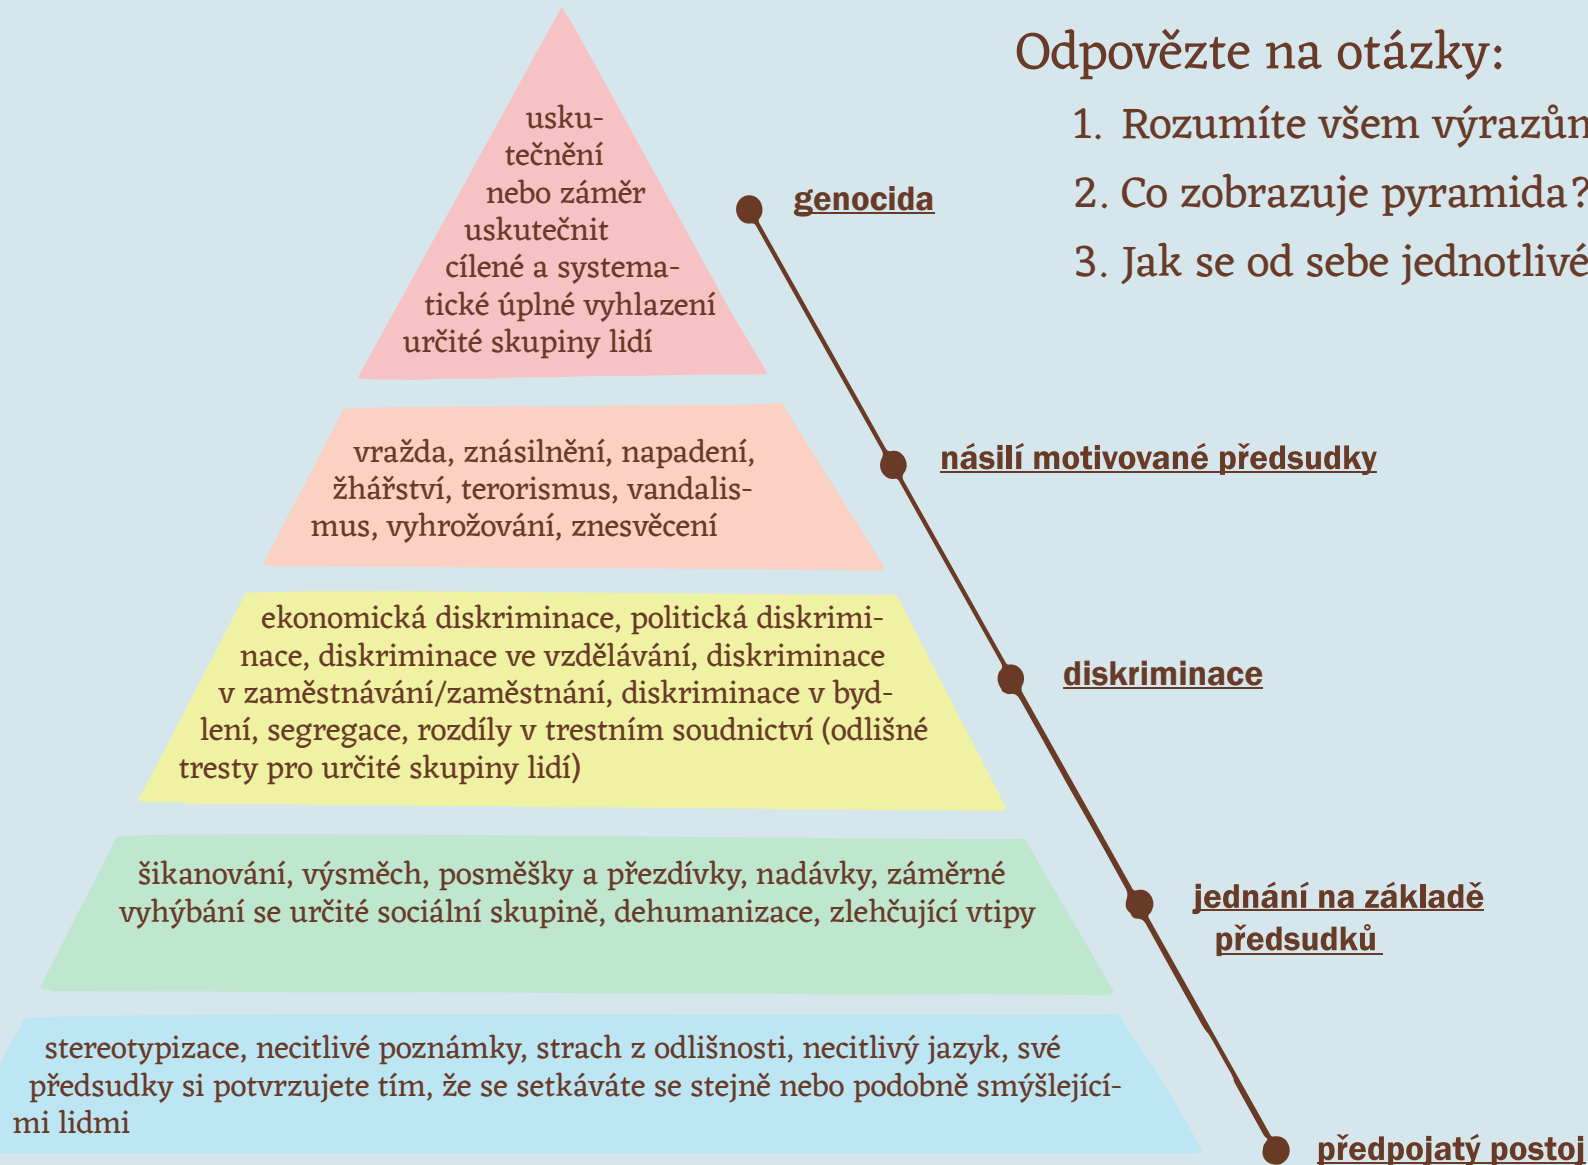 Odpovězte na otázky:
1. Rozumíte všem výrazům
2. Co zobrazuje pyramida?
3. Jak se od sebe jednotlivé
usku-
tečnění
nebo záměr
uskutečnit
cílené a systema-
tické úplné vyhlazení
určité skupiny lidí
genocida
vražda, znásilnění, napadení,
žhářství, terorismus, vandalis-
mus, vyhrožování, znesvěcení
násilí motivované předsudky
ekonomická diskriminace, politická diskrimi-
nace, diskriminace ve vzdělávání, diskriminace
v zaměstnávání/zaměstnání, diskriminace v byd-
lení, segregace, rozdíly v trestním soudnictví (odlišné
tresty pro určité skupiny lidí)
diskriminace
šikanování, výsměch, posměšky a přezdívky, nadávky, záměrné
vyhýbání se určité sociální skupině, dehumanizace, zlehčující vtipy
jednání na základě
předsudků
stereotypizace, necitlivé poznámky, strach z odlišnosti, necitlivý jazyk, své
předsudky si potvrzujete tím, že se setkáváte se stejně nebo podobně smýšlející-
mi lidmi
předpojatý postoj